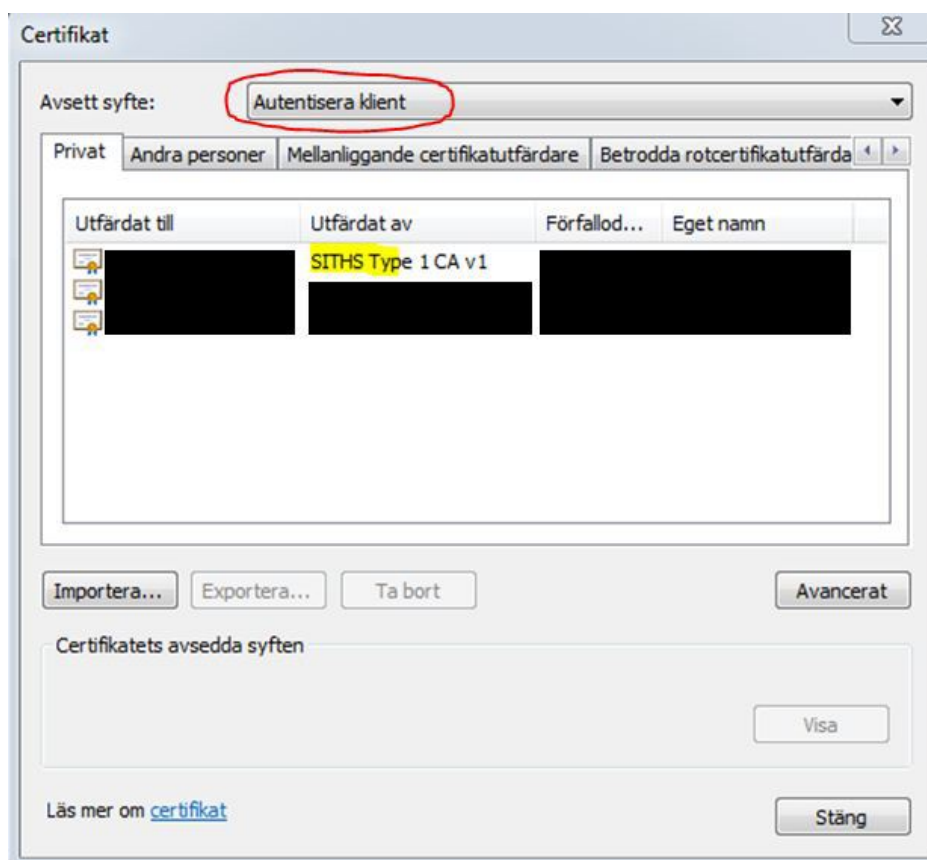 Certifikat
Avsett syfte: Autentisera klient
Privat Andra personer Mellanliggande certifikatutfärdare Betrodda rotcertifikatutfärda
Utfärdat till Utfärdat av Förfallod... Eget namn
SITHS Type 1 CA v1
Importera... Exportera... Ta bort Avancerat
Certifikatets avsedda syften
Visa
Läs mer om certifikat
Stäng